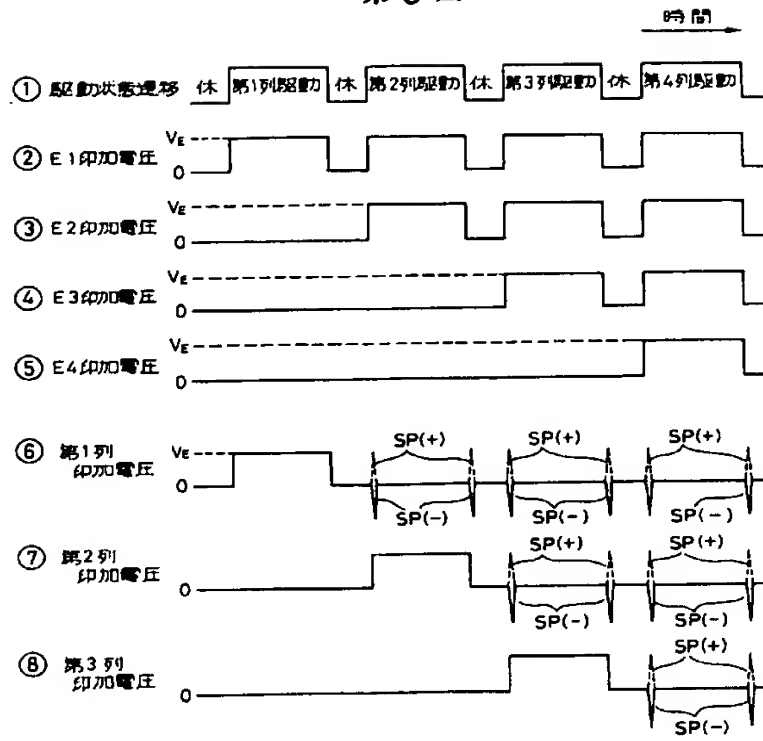 時間
① 駆動状態遷移 休 第1列駆動 休 第2列駆動 休 第3列駆動 休 第4列駆動
② E1印加電圧 VE 0
③ E2印加電圧 VE 0
④ E3印加電圧 VE 0
⑤ E4印加電圧 VE 0
⑥ 第1列印加電圧 VE 0 SP(+) SP(+) SP(+)
SP(-) SP(-) SP(-)
⑦ 第2列印加電圧 0 SP(+) SP(+)
SP(-) SP(-)
⑧ 第3列印加電圧 0 SP(+)
SP(-)